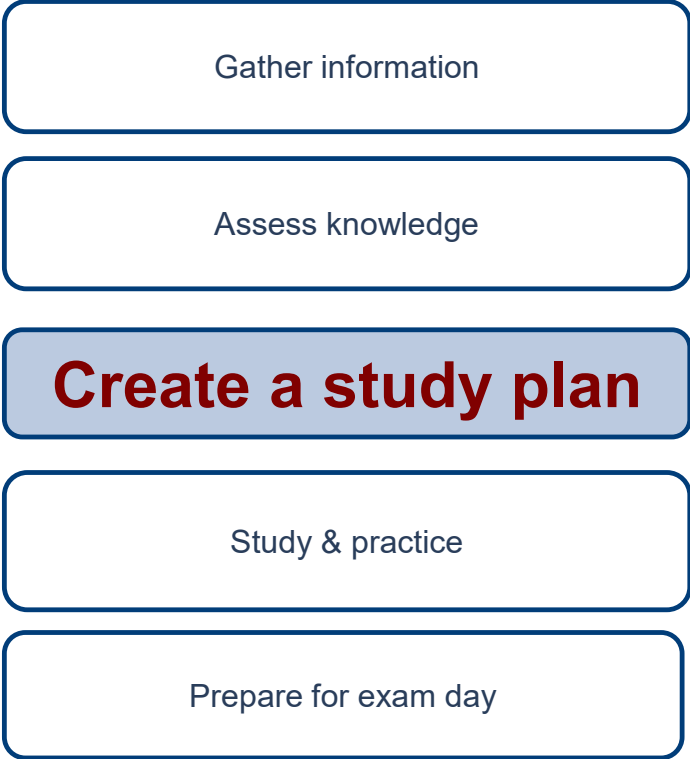 Gather information
Assess knowledge
Create a study plan
Study & practice
Prepare for exam day